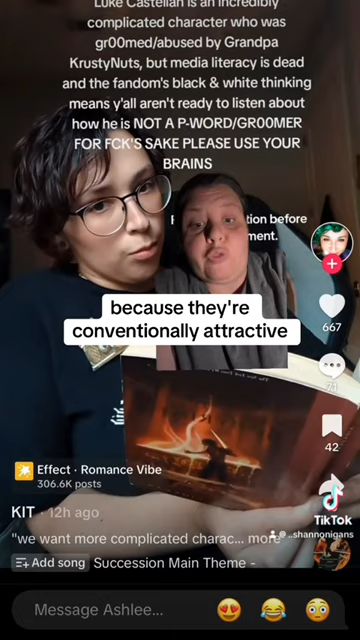 Luke Castellan is an incredibly
complicated character who was
gr00med/abused by Grandpa
KrustyNuts, but media literacy is dead
and the fandom's black & white thinking
means y'all aren't ready to listen about
how he is NOT A P-WORD/GR00MER
FOR FCK'S SAKE PLEASE USE YOUR
BRAINS
tion before
ment.
because they're
conventionally attractive
667
71
42
Effect · Romance Vibe
306.6K posts
TikTok
KIT · 12h ago
@ ..shannonigans
"we want more complicated charac... more
Add song
Succession Main Theme -
Message Ashlee...